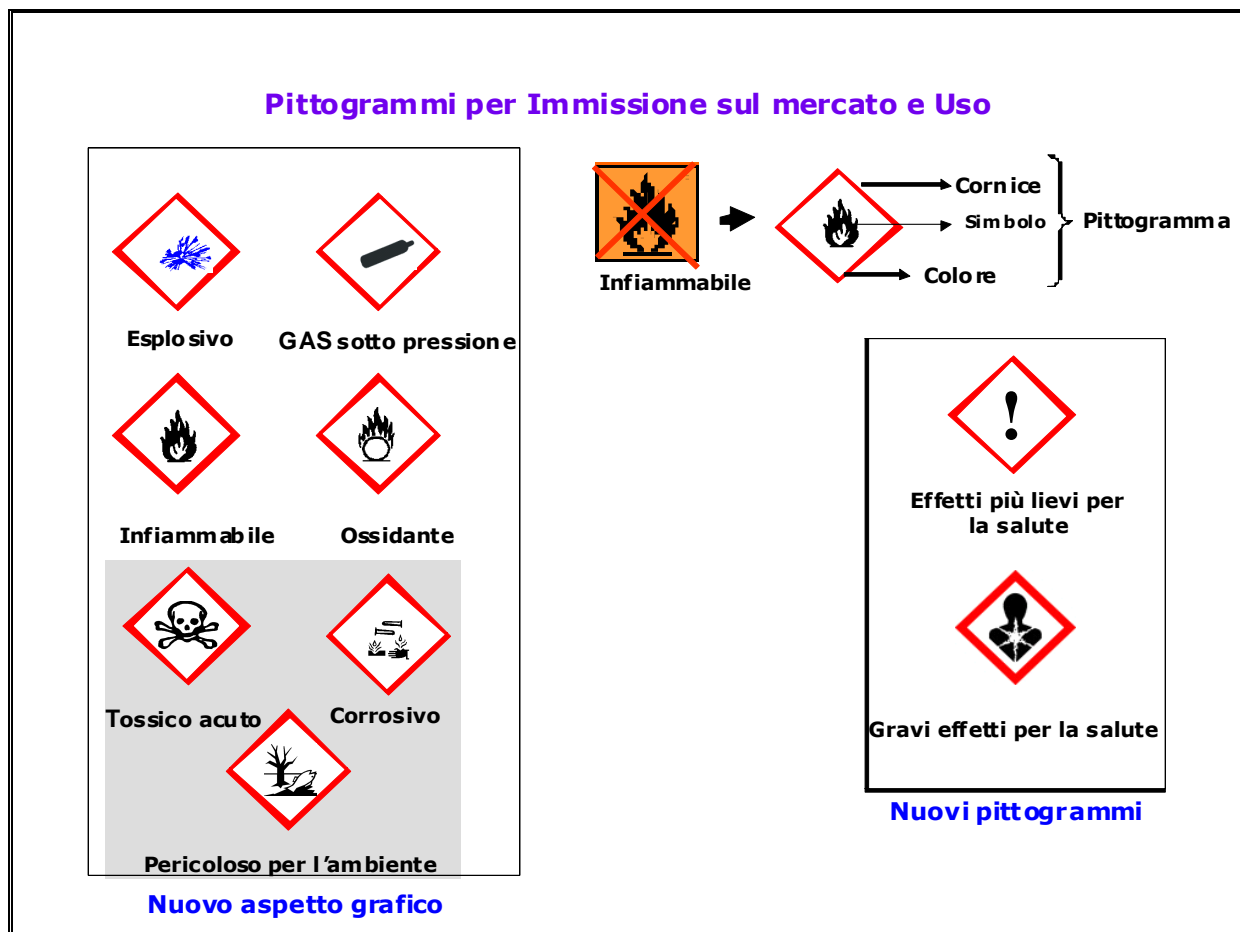 Pittogrammi per Immissione sul mercato e Uso
Esplosivo
GAS sotto pressione
Infiammabile
Ossidante
Tossico acuto
Corrosivo
Pericoloso per l'ambiente
Nuovo aspetto grafico
Infiammabile
Cornice
Simbolo
Colore
Pittogramma
!
Effetti più lievi per
la salute
Gravi effetti per la salute
Nuovi pittogrammi